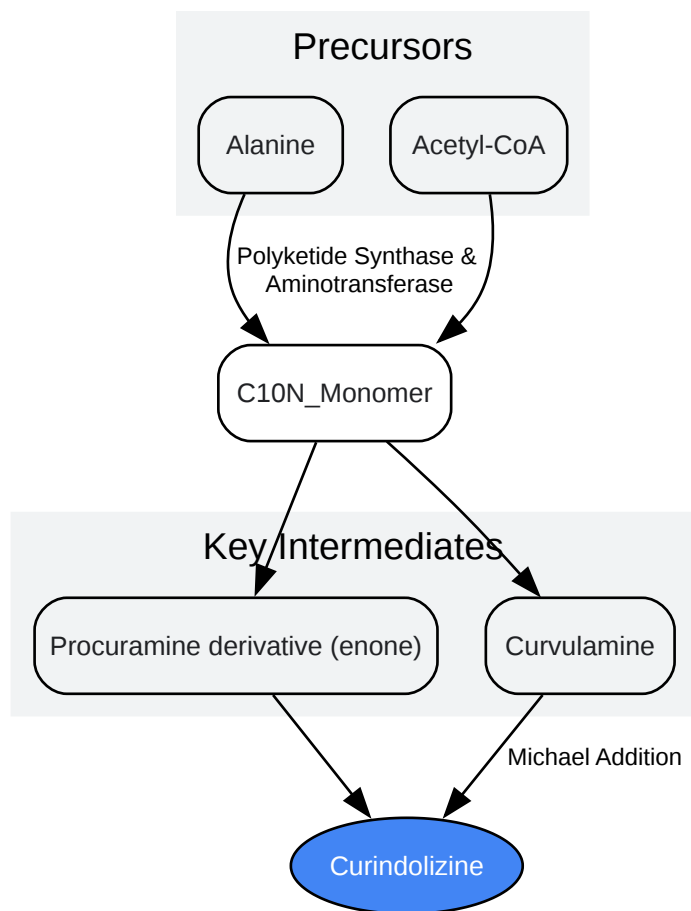 Precursors
Alanine
Acetyl-CoA
Polyketide Synthase &
Aminotransferase
C10N_Monomer
Key Intermediates
Procuramine derivative (enone)
Curvulamine
Michael Addition
Curindolizine